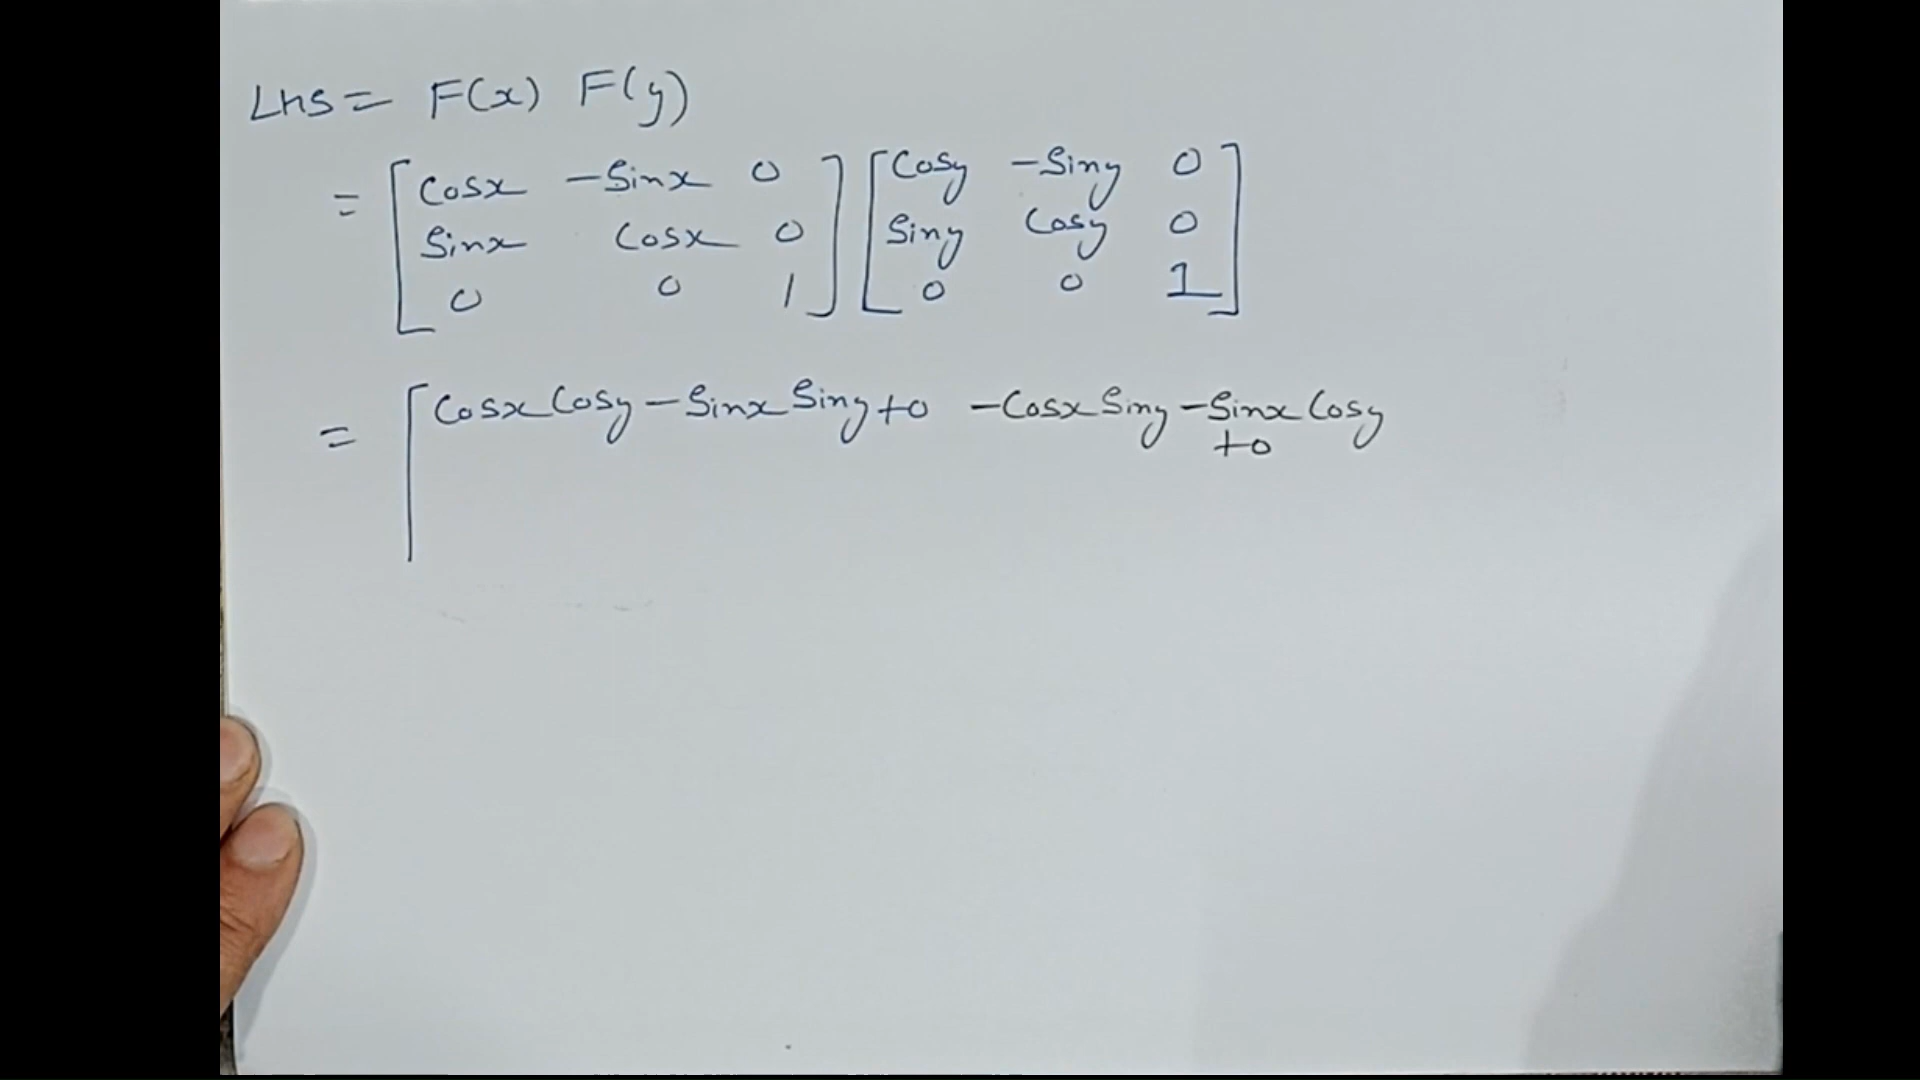 LHS = F(x) F(y)
= [Cosx -Sinx 0] [Cosy -Siny 0]
Sinx Cosx 0 Siny Cosy 0
0 0 1 0 0 1
= [Cosx Cosy - Sinx Siny +0 -Cosx Siny - Sinx Cosy
+0